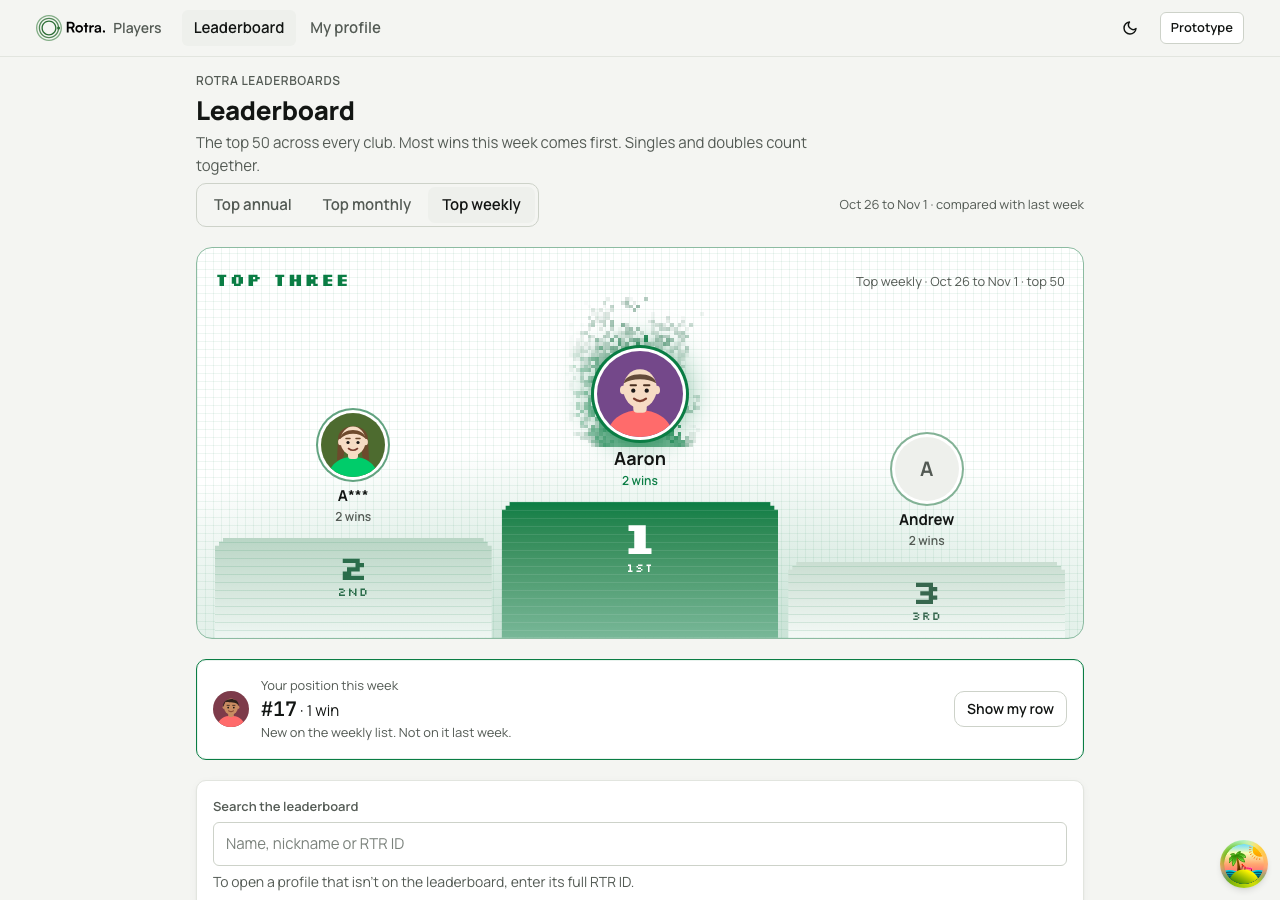 Rotra. Players Leaderboard My profile Prototype
ROTRA LEADERBOARDS
Leaderboard
The top 50 across every club. Most wins this week comes first. Singles and doubles count
together.
Top annual Top monthly Top weekly Oct 26 to Nov 1 · compared with last week
TOP THREE Top weekly · Oct 26 to Nov 1 · top 50
Aaron
2 wins
A***
2 wins
A
Andrew
2 wins
1
1ST
2
2ND
3
3RD
Your position this week
#17 · 1 win
New on the weekly list. Not on it last week.
Show my row
Search the leaderboard
Name, nickname or RTR ID
To open a profile that isn't on the leaderboard, enter its full RTR ID.